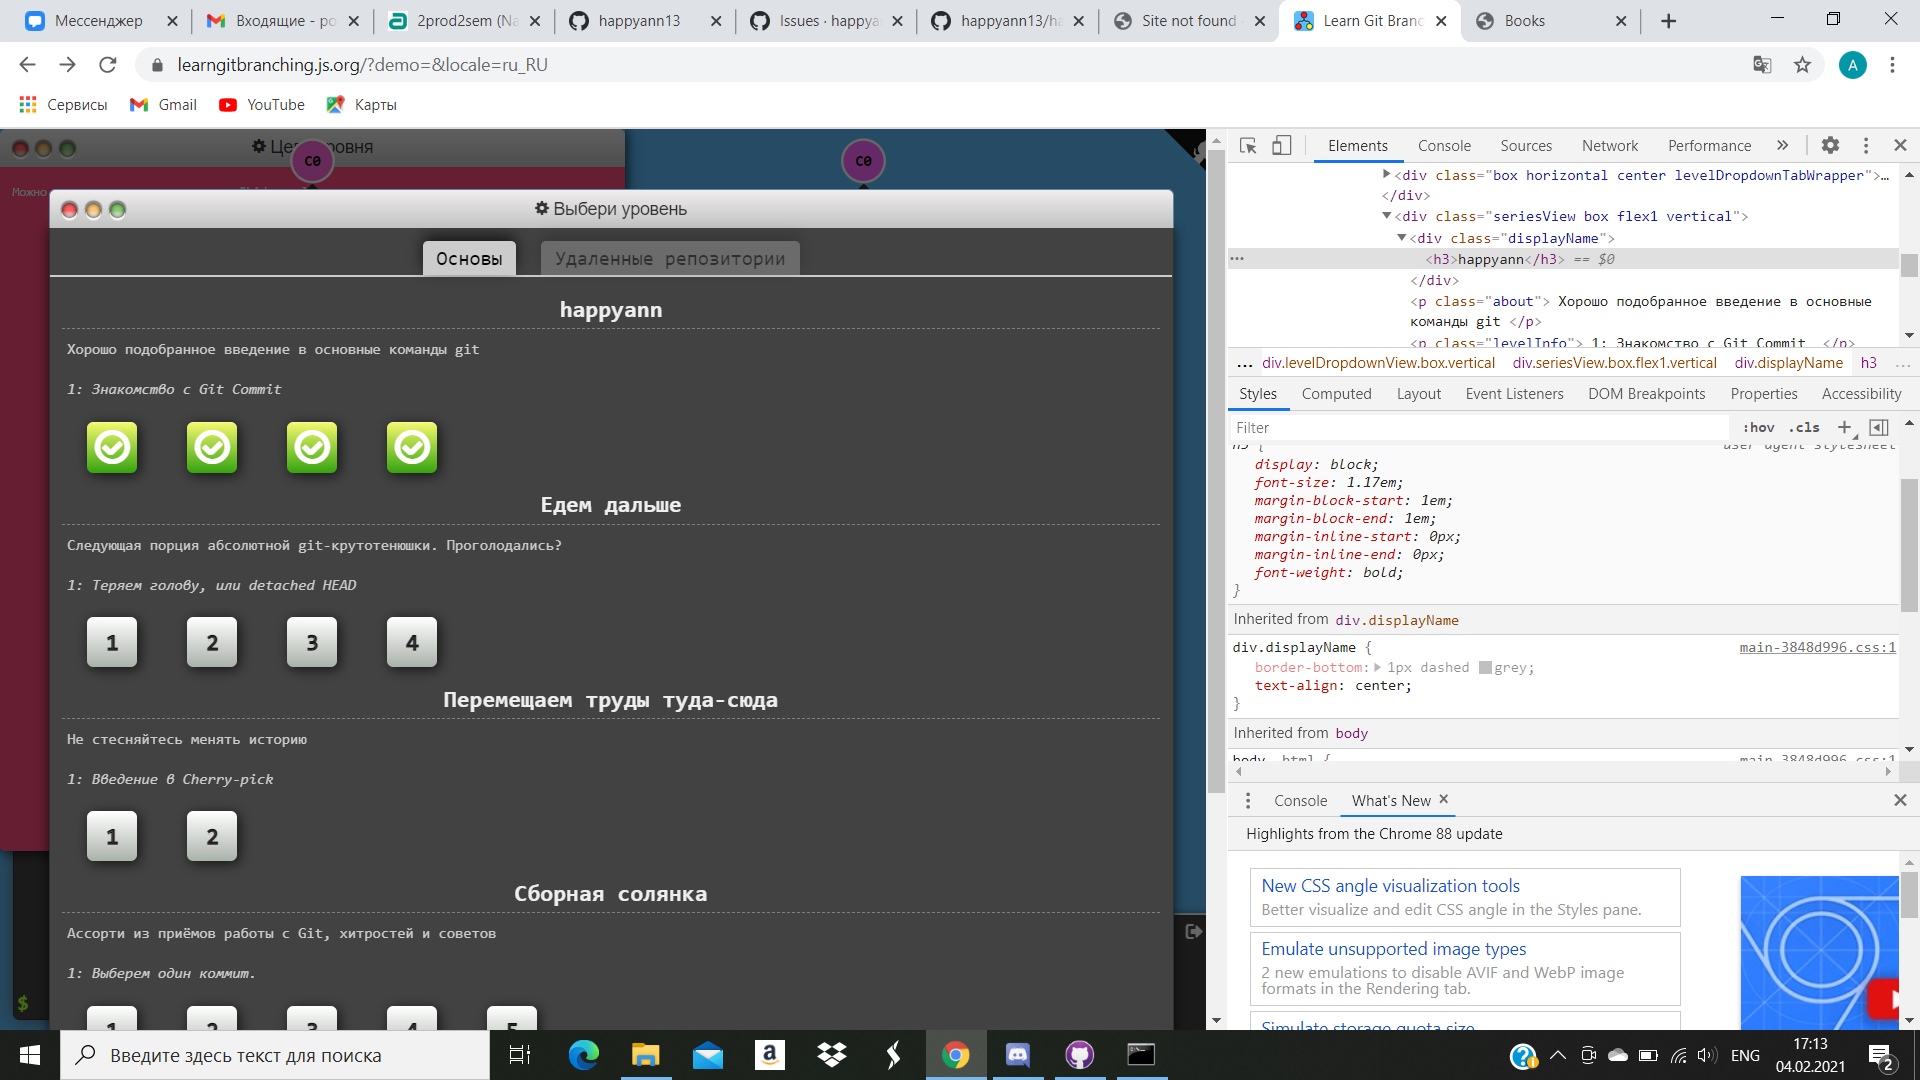 Мессенджер
Входящие - po
2prod2sem (Na
happyann13
Issues · happya
happyann13/ha
Site not found
Learn Git Branc
Books
learngitbranching.js.org/?demo=&locale=ru_RU
A
Сервисы
Gmail
YouTube
Карты
C0
C0
Можно
Выбери уровень
Основы
Удаленные репозитории
happyann
Хорошо подобранное введение в основные команды git
1: Знакомство с Git Commit
Едем дальше
Следующая порция абсолютной git-крутотенюшки. Проголодались?
1: Теряем голову, или detached HEAD
1 2 3 4
Перемещаем труды туда-сюда
Не стесняйтесь менять историю
1: Введение в Cherry-pick
1 2
Сборная солянка
Ассорти из приёмов работы с Git, хитростей и советов
1: Выберем один коммит.
1 2 3 4 5
$
Elements Console Sources Network Performance »
<div class="box horizontal center levelDropdownTabWrapper">…
</div>
<div class="seriesView box flex1 vertical">
<div class="displayName">
<h3>happyann</h3> == $0
</div>
<p class="about"> Хорошо подобранное введение в основные
команды git </p>
<p class="levelInfo"> 1: Знакомство с Git Commit </p>
... div.levelDropdownView.box.vertical div.seriesView.box.flex1.vertical div.displayName h3 ...
Styles Computed Layout Event Listeners DOM Breakpoints Properties Accessibility
Filter :hov .cls +
h3 { user agent stylesheet
display: block;
font-size: 1.17em;
margin-block-start: 1em;
margin-block-end: 1em;
margin-inline-start: 0px;
margin-inline-end: 0px;
font-weight: bold;
}
Inherited from div.displayName
div.displayName { main-3848d996.css:1
border-bottom: 1px dashed grey;
text-align: center;
}
Inherited from body
body, html { main-3848d996.css:1
Console What's New
Highlights from the Chrome 88 update
New CSS angle visualization tools
Better visualize and edit CSS angle in the Styles pane.
Emulate unsupported image types
2 new emulations to disable AVIF and WebP image
formats in the Rendering tab.
Simulate storage quota size
Введите здесь текст для поиска
ENG
17:13
04.02.2021
2